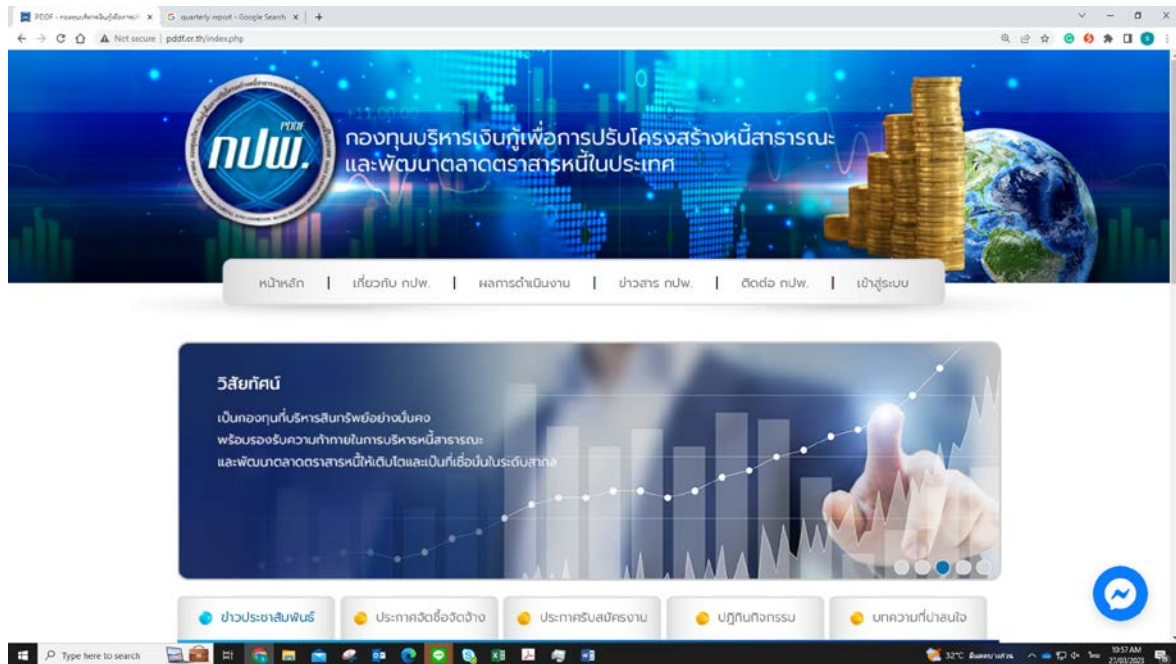 PDDF - กองทุนบริหารเงินกู้เพื่อการป
quarterly report - Google Search
Not secure | pddf.or.th/index.php
PDDF
กปพ.
กองทุนบริหารเงินกู้เพื่อการปรับโครงสร้างหนี้สาธารณะ
และพัฒนาตลาดตราสารหนี้ในประเทศ
หน้าหลัก | เกี่ยวกับ กปพ. | ผลการดำเนินงาน | ข่าวสาร กปพ. | ติดต่อ กปพ. | เข้าสู่ระบบ
วิสัยทัศน์
เป็นกองทุนที่บริหารสินทรัพย์อย่างมั่นคง
พร้อมรองรับความท้าทายในการบริหารหนี้สาธารณะ
และพัฒนาตลาดตราสารหนี้ให้เติบโตและเป็นที่เชื่อมั่นในระดับสากล
ข่าวประชาสัมพันธ์ ประกาศจัดซื้อจัดจ้าง ประกาศรับสมัครงาน ปฏิทินกิจกรรม บทความที่น่าสนใจ
Type here to search
32°C มีแดดบางส่วน
ไทย
10:57 AM
27/03/2023